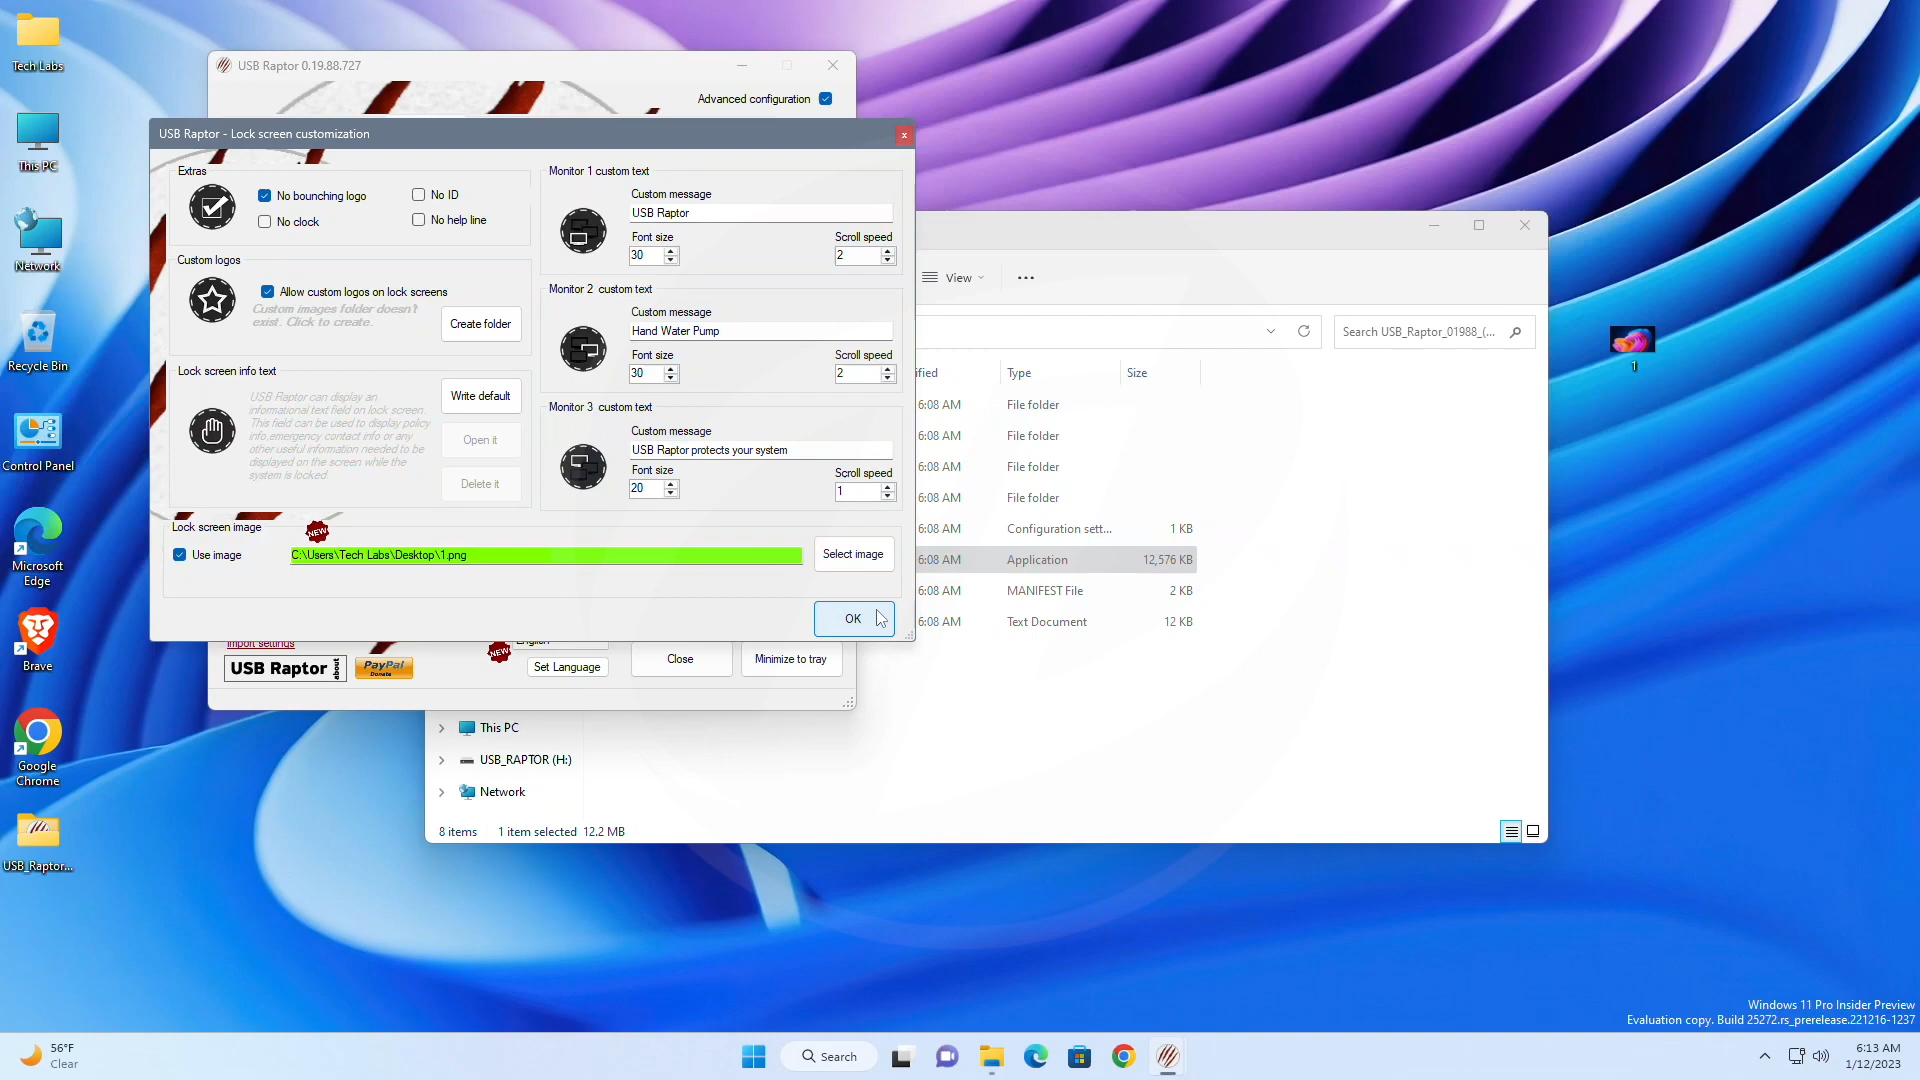 Tech Labs
This PC
Network
Recycle Bin
Control Panel
Microsoft
Edge
Brave
Google
Chrome
USB_Raptor...
USB Raptor 0.19.88.727
Advanced configuration
USB Raptor - Lock screen customization
x
Extras
No bounching logo
No ID
No clock
No help line
Custom logos
Allow custom logos on lock screens
Custom images folder doesn't
exist. Click to create.
Create folder
Lock screen info text
USB Raptor can display an
informational text field on lock screen.
This field can be used to display policy
info,emergency contact info or any
other useful information needed to be
displayed on the screen while the
system is locked.
Write default
Open it
Delete it
Monitor 1 custom text
Custom message
USB Raptor
Font size
Scroll speed
30
2
Monitor 2 custom text
Custom message
Hand Water Pump
Font size
Scroll speed
30
2
Monitor 3 custom text
Custom message
USB Raptor protects your system
Font size
Scroll speed
20
1
Lock screen image
NEW
Use image
C:\Users\Tech Labs\Desktop\1.png
Select image
OK
Import settings
English
NEW
USB Raptor about
PayPal
Donate
Set Language
Close
Minimize to tray
View
Search USB_Raptor_01988_(...
ified
Type
Size
6:08 AM File folder
6:08 AM File folder
6:08 AM File folder
6:08 AM File folder
6:08 AM Configuration sett... 1 KB
6:08 AM Application 12,576 KB
6:08 AM MANIFEST File 2 KB
6:08 AM Text Document 12 KB
This PC
USB_RAPTOR (H:)
Network
8 items 1 item selected 12.2 MB
1
Windows 11 Pro Insider Preview
Evaluation copy. Build 25272.rs_prerelease.221216-1237
56°F
Clear
Search
6:13 AM
1/12/2023